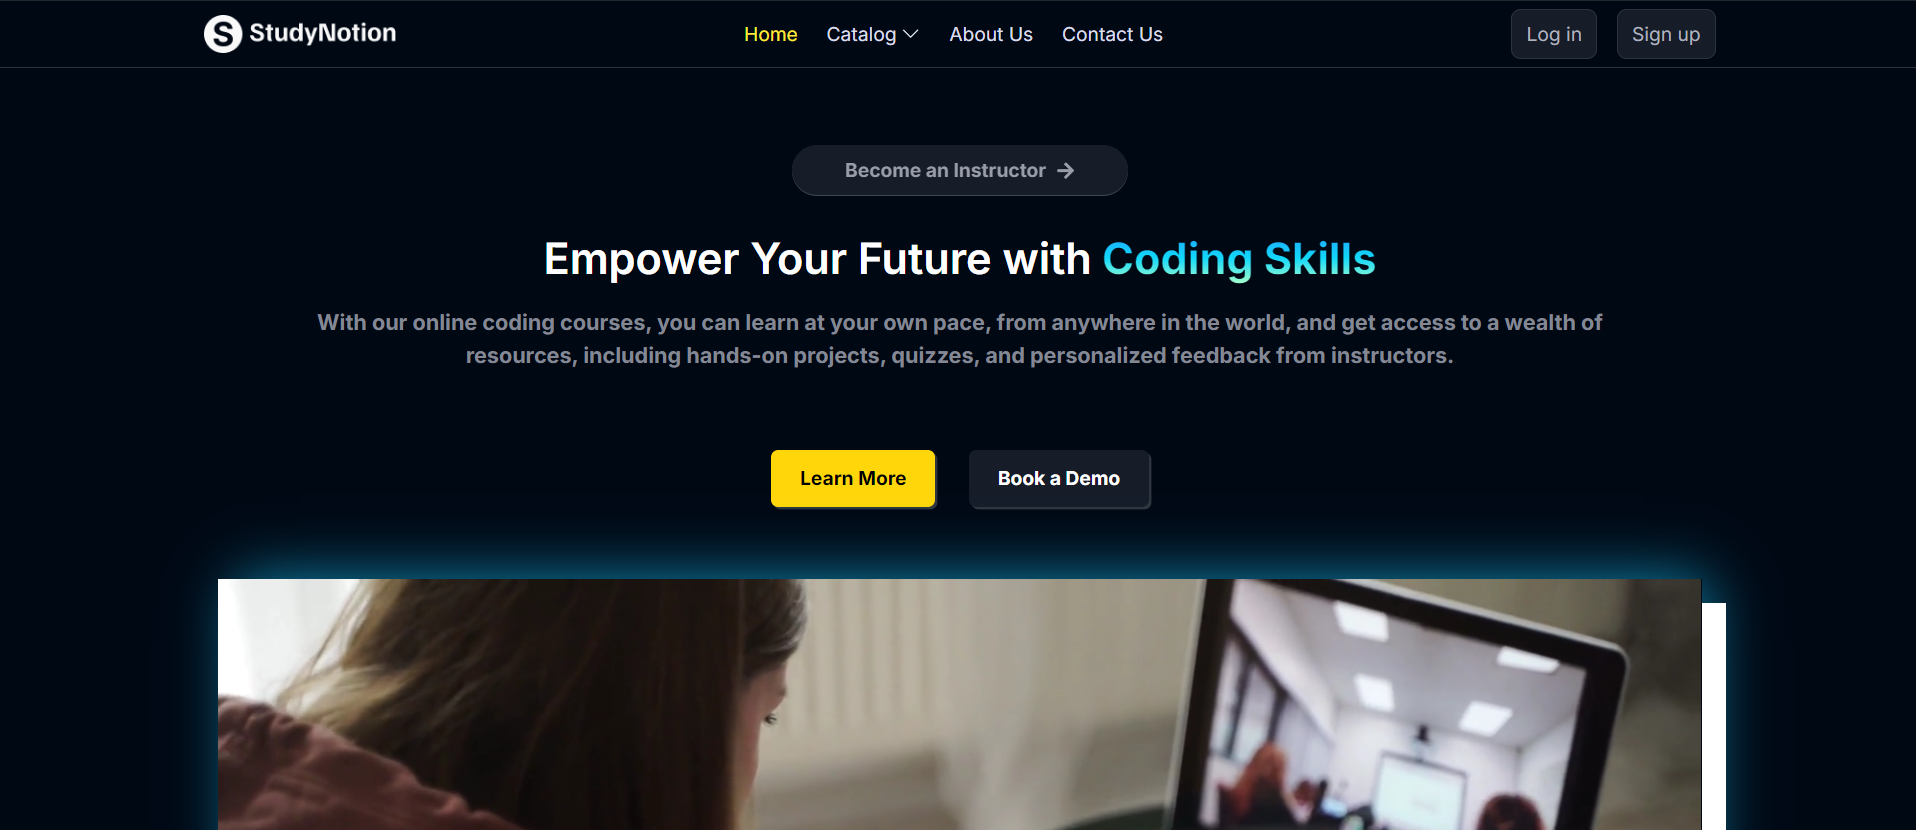 S StudyNotion
Home Catalog About Us Contact Us
Log in Sign up
Become an Instructor →
Empower Your Future with Coding Skills
With our online coding courses, you can learn at your own pace, from anywhere in the world, and get access to a wealth of
resources, including hands-on projects, quizzes, and personalized feedback from instructors.
Learn More Book a Demo